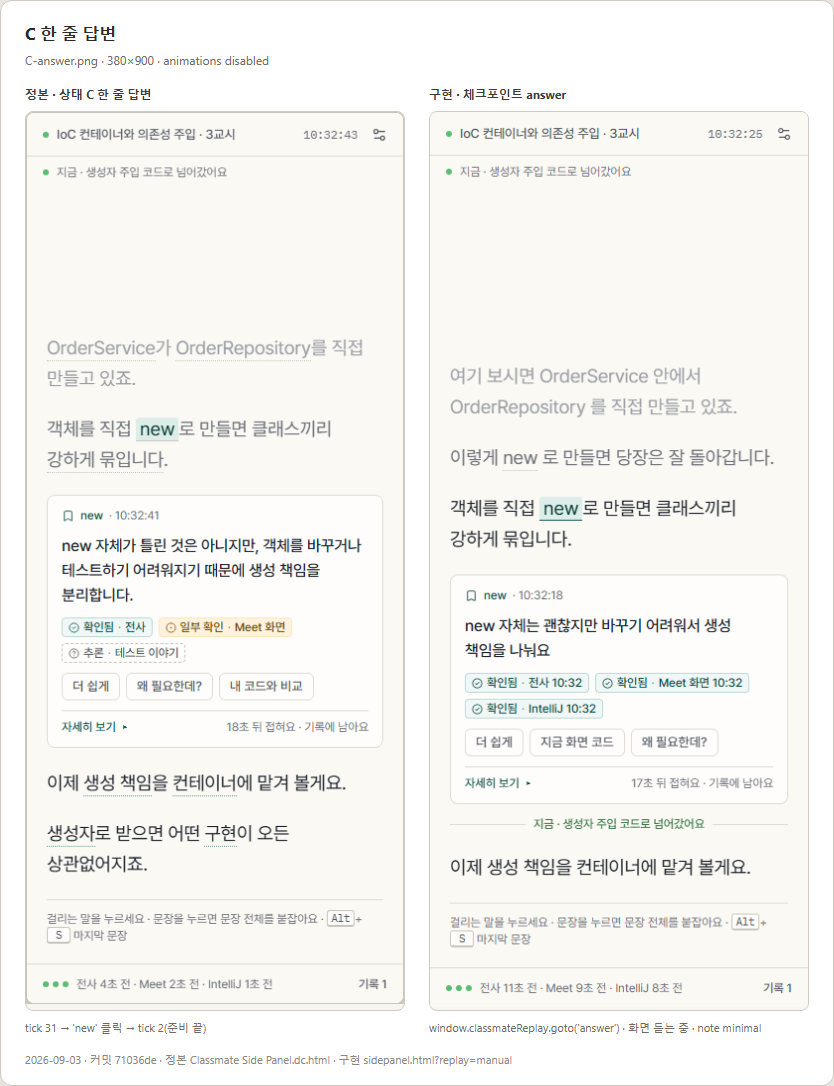 C 한 줄 답변
C-answer.png · 380×900 · animations disabled
정본 · 상태 C 한 줄 답변
IoC 컨테이너와 의존성 주입 · 3교시 10:32:43
지금 · 생성자 주입 코드로 넘어갔어요
OrderService가 OrderRepository를 직접
만들고 있죠.
객체를 직접 new 로 만들면 클래스끼리
강하게 묶입니다.
new · 10:32:41
new 자체가 틀린 것은 아니지만, 객체를 바꾸거나
테스트하기 어려워지기 때문에 생성 책임을
분리합니다.
확인됨 · 전사 일부 확인 · Meet 화면
추론 · 테스트 이야기
더 쉽게 왜 필요한데? 내 코드와 비교
자세히 보기 ▸ 18초 뒤 접혀요 · 기록에 남아요
이제 생성 책임을 컨테이너에 맡겨 볼게요.
생성자로 받으면 어떤 구현이 오든
상관없어지죠.
걸리는 말을 누르세요 · 문장을 누르면 문장 전체를 붙잡아요 · Alt +
S 마지막 문장
전사 4초 전 · Meet 2초 전 · IntelliJ 1초 전 기록 1
tick 31 → 'new' 클릭 → tick 2(준비 끝)
구현 · 체크포인트 answer
IoC 컨테이너와 의존성 주입 · 3교시 10:32:25
지금 · 생성자 주입 코드로 넘어갔어요
여기 보시면 OrderService 안에서
OrderRepository 를 직접 만들고 있죠.
이렇게 new 로 만들면 당장은 잘 돌아갑니다.
객체를 직접 new 로 만들면 클래스끼리
강하게 묶입니다.
new · 10:32:18
new 자체는 괜찮지만 바꾸기 어려워서 생성
책임을 나눠요
확인됨 · 전사 10:32 확인됨 · Meet 화면 10:32
확인됨 · IntelliJ 10:32
더 쉽게 지금 화면 코드 왜 필요한데?
자세히 보기 ▸ 17초 뒤 접혀요 · 기록에 남아요
지금 · 생성자 주입 코드로 넘어갔어요
이제 생성 책임을 컨테이너에 맡겨 볼게요.
걸리는 말을 누르세요 · 문장을 누르면 문장 전체를 붙잡아요 · Alt +
S 마지막 문장
전사 11초 전 · Meet 9초 전 · IntelliJ 8초 전 기록 1
window.classmateReplay.goto('answer') · 화면 듣는 중 · note minimal
2026-09-03 · 커밋 71036de · 정본 Classmate Side Panel.dc.html · 구현 sidepanel.html?replay=manual